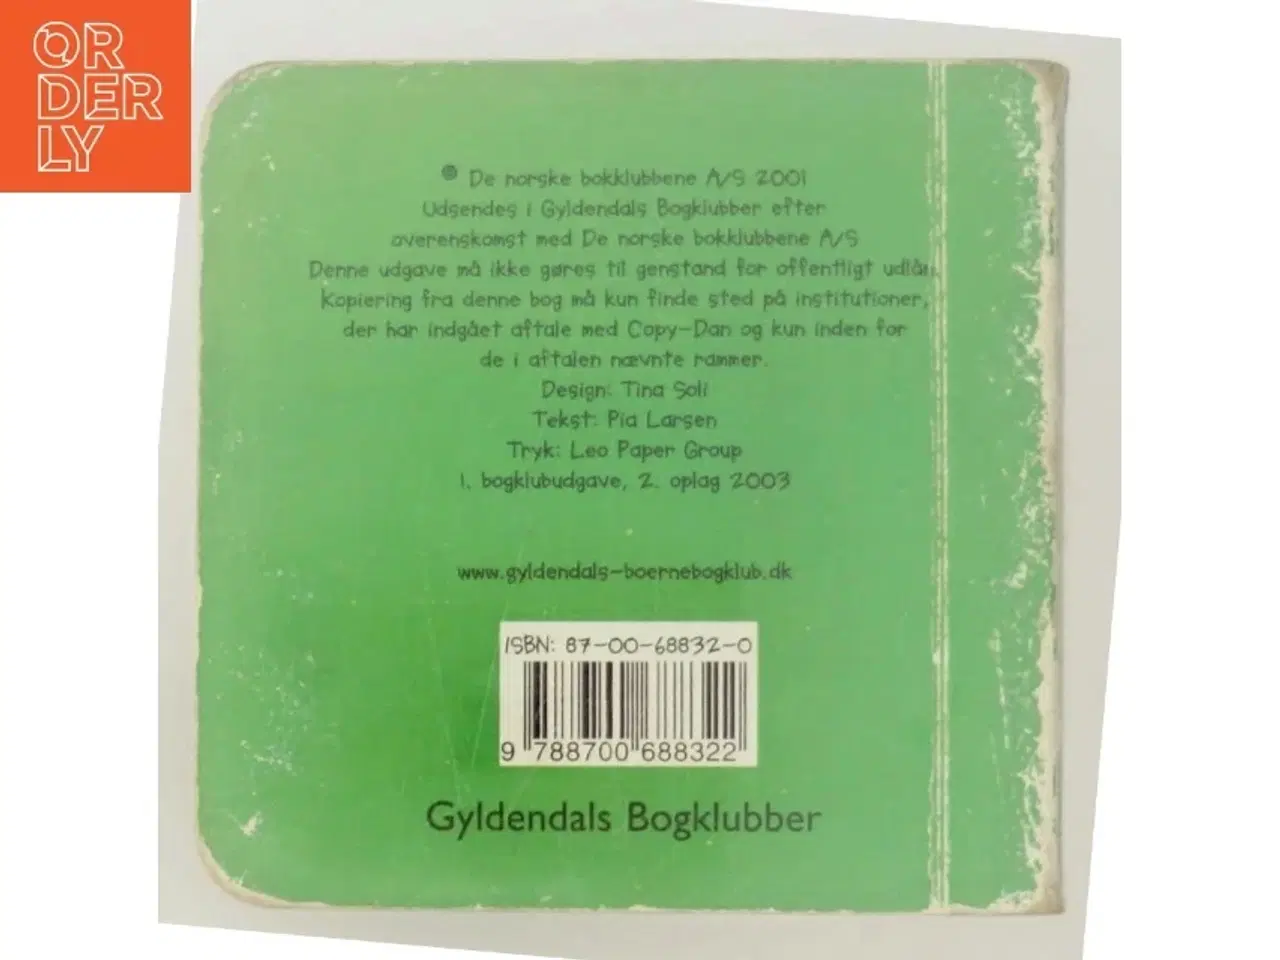 ORDERLY
© De norske bokklubbene A/S 2001
Udsendes i Gyldendals Bogklubber efter
overenskomst med De norske bokklubbene A/S
Denne udgave må ikke gøres til genstand for offentligt udlån.
Kopiering fra denne bog må kun finde sted på institutioner,
der har indgået aftale med Copy-Dan og kun inden for
de i aftalen nævnte rammer.
Design: Tina Soli
Tekst: Pia Larsen
Tryk: Leo Paper Group
1. bogklubudgave, 2. oplag 2003
www.gyldendals-boernebogklub.dk
ISBN: 87-00-68832-0
9 788700 688322
Gyldendals Bogklubber